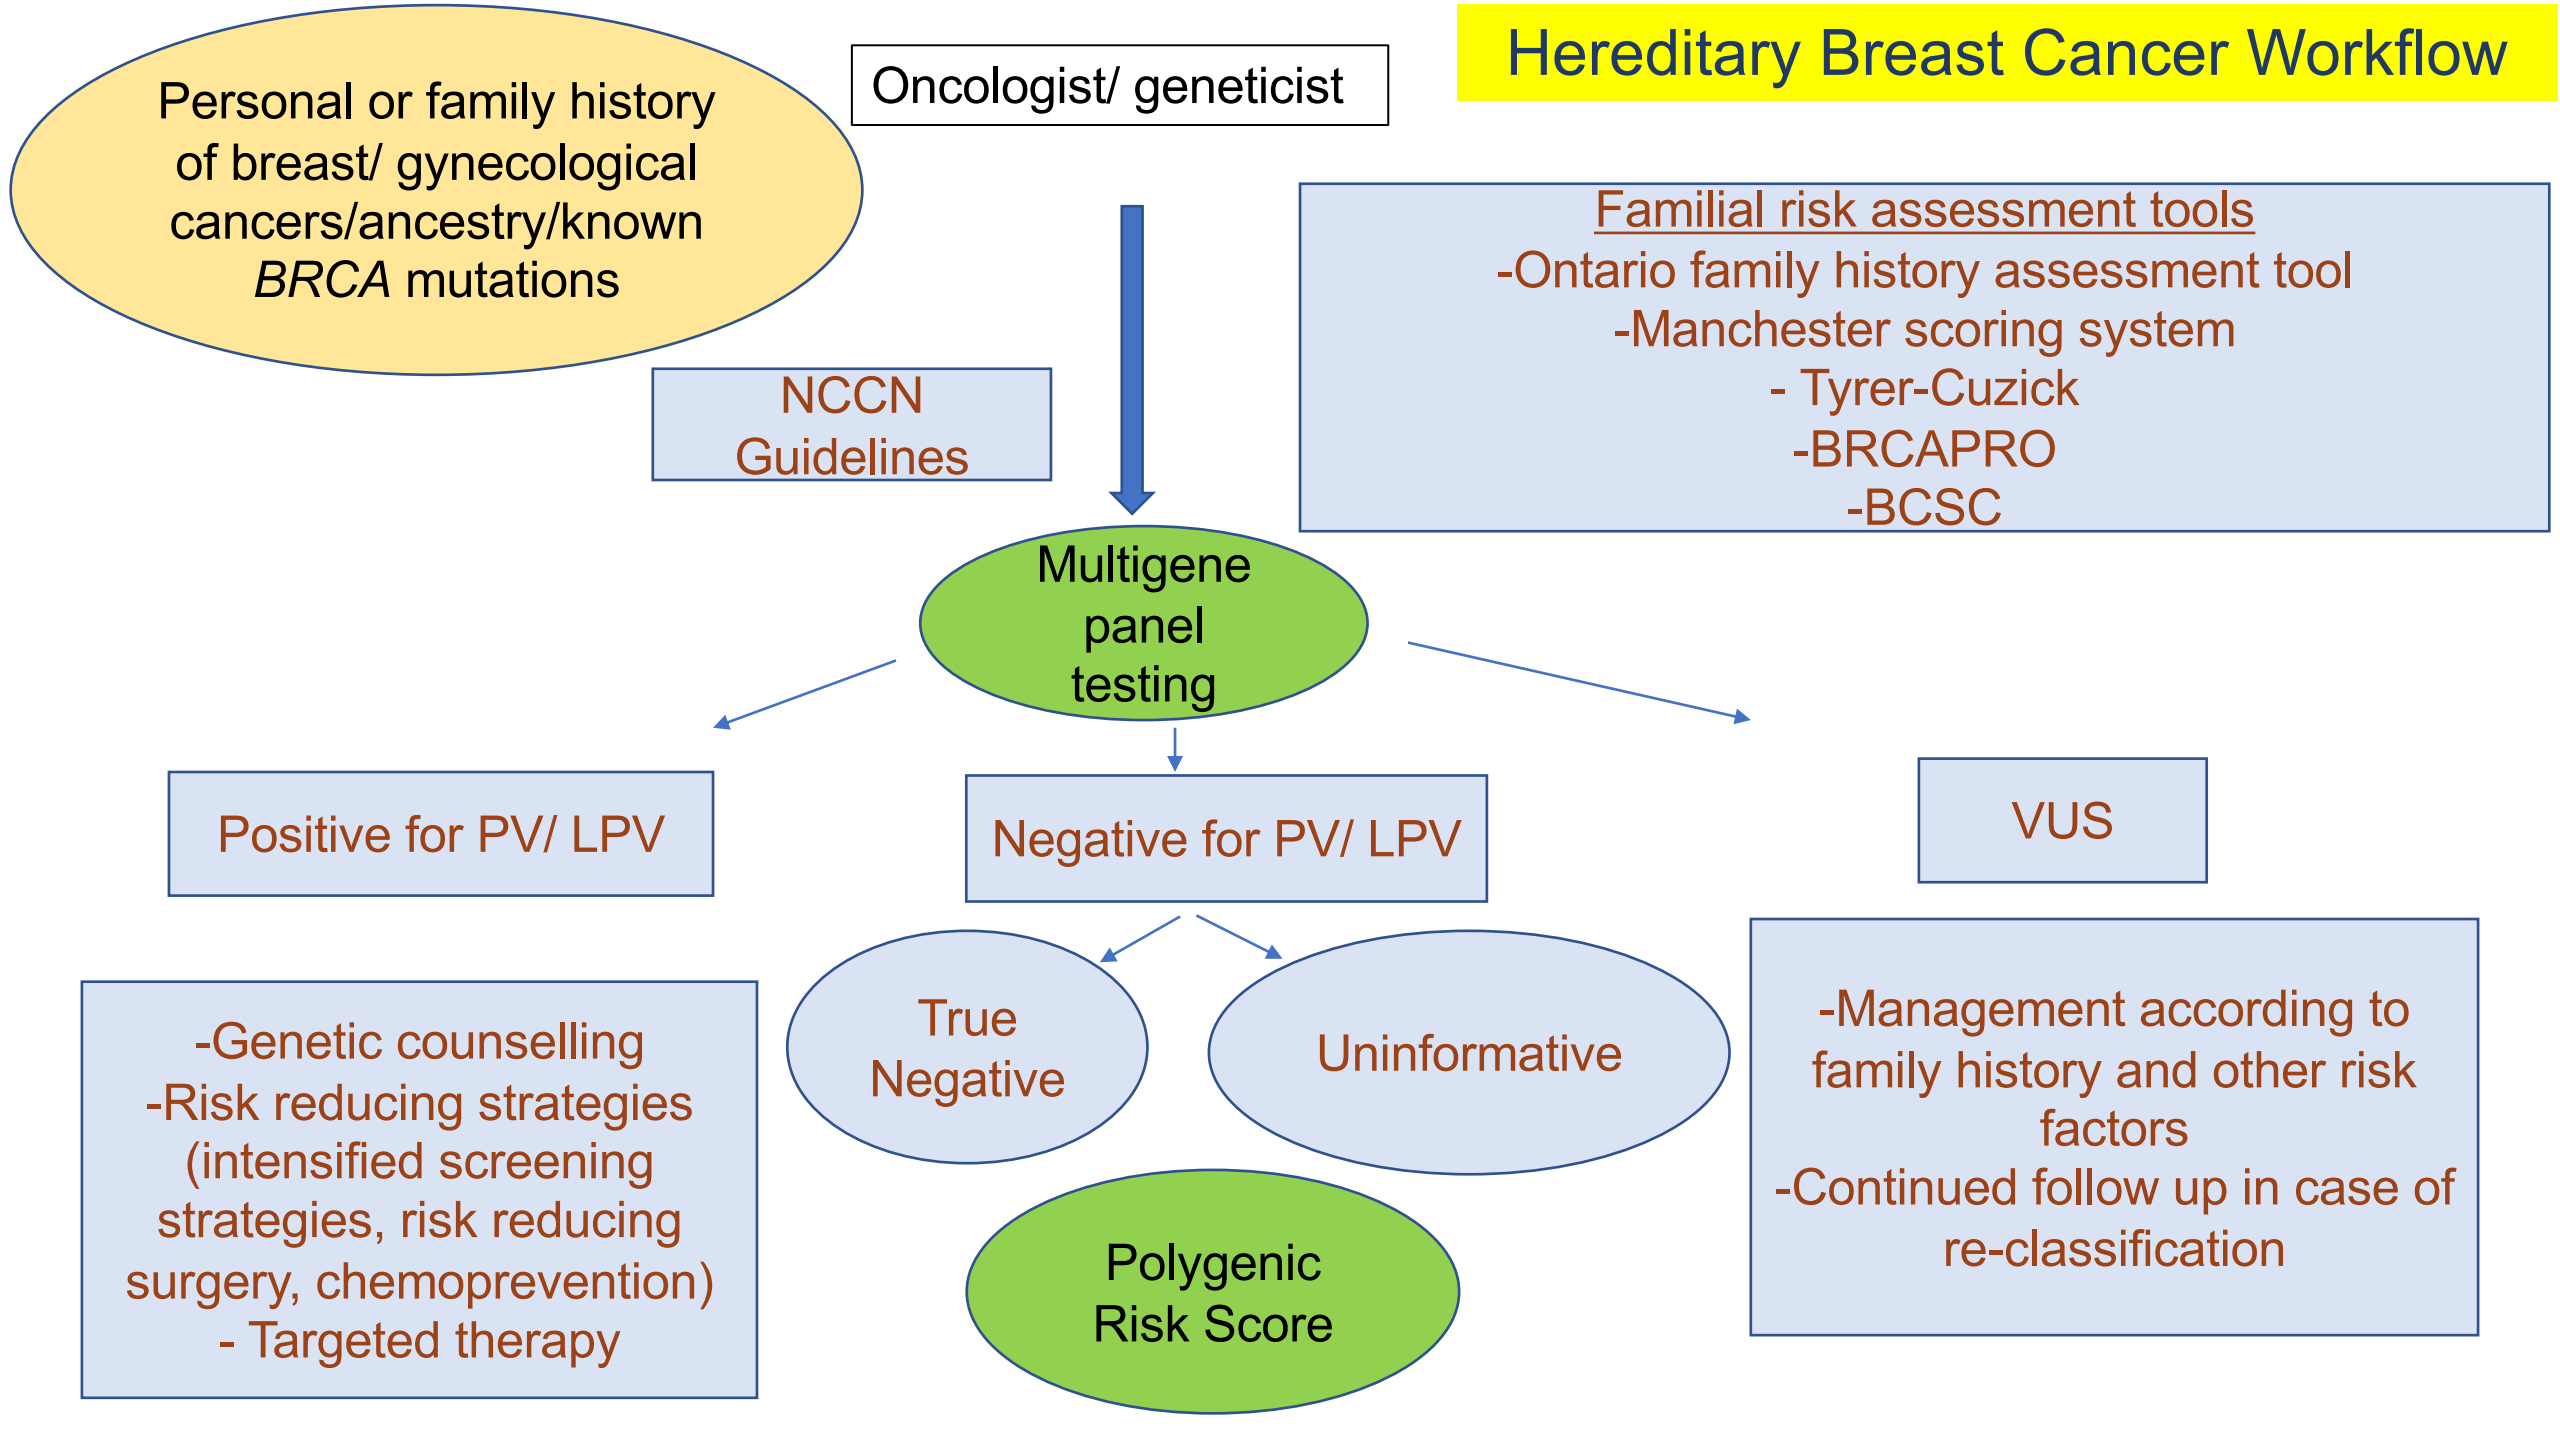 Hereditary Breast Cancer Workflow
Personal or family history
of breast/ gynecological
cancers/ancestry/known
BRCA mutations
Oncologist/ geneticist
NCCN
Guidelines
Familial risk assessment tools
-Ontario family history assessment tool
-Manchester scoring system
- Tyrer-Cuzick
-BRCAPRO
-BCSC
Multigene
panel
testing
Positive for PV/ LPV
Negative for PV/ LPV
VUS
-Genetic counselling
-Risk reducing strategies
(intensified screening
strategies, risk reducing
surgery, chemoprevention)
- Targeted therapy
True
Negative
Uninformative
Polygenic
Risk Score
-Management according to
family history and other risk
factors
-Continued follow up in case of
re-classification